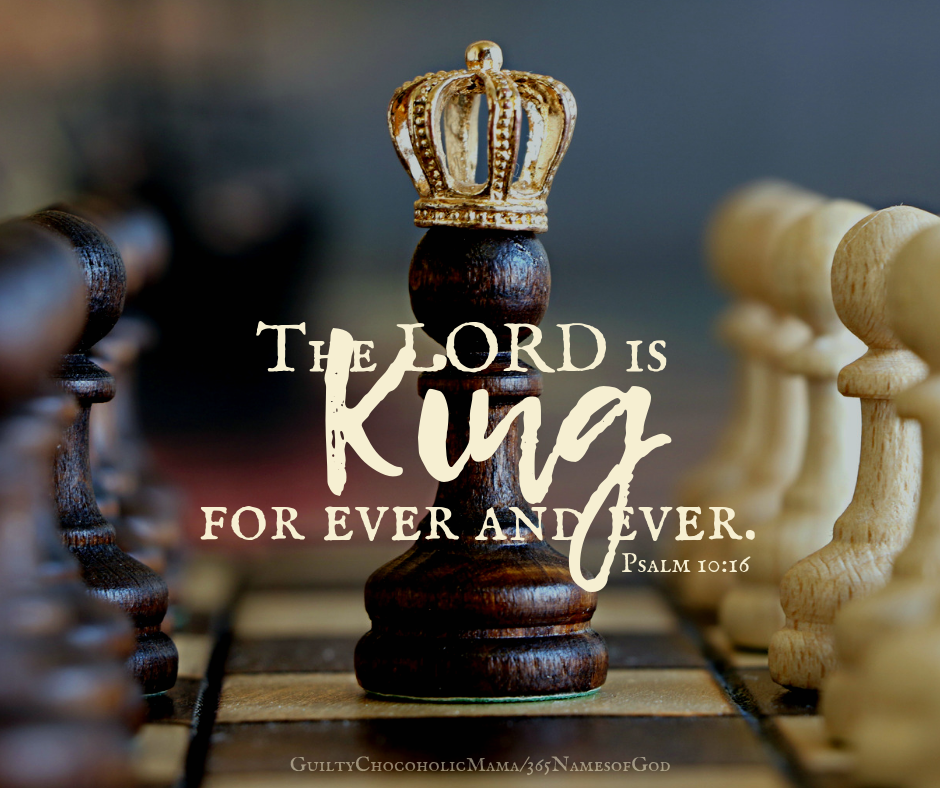 The LORD is
King
for ever and ever.
Psalm 10:16
GuiltyChocoholicMama/365NamesofGod